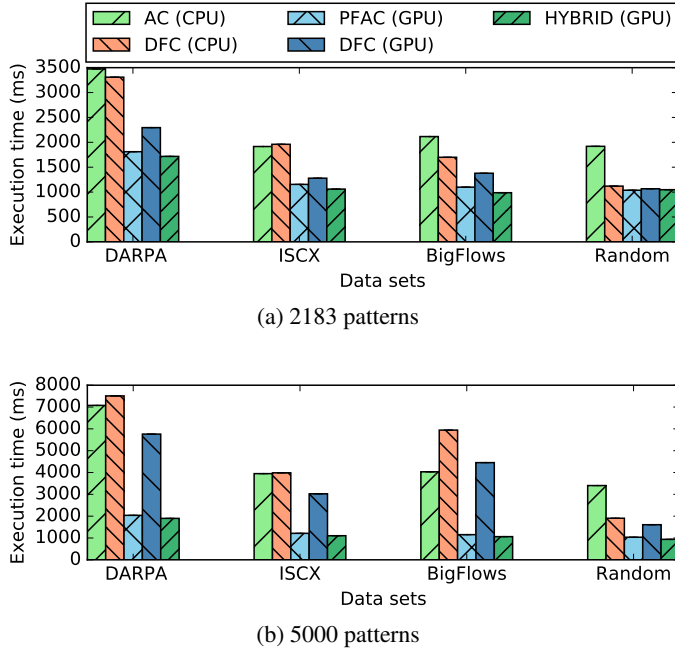 AC (CPU) PFAC (GPU) HYBRID (GPU)
DFC (CPU) DFC (GPU)
3500
3000
2500
2000
1500
1000
500
0
Execution time (ms)
DARPA ISCX BigFlows Random
Data sets
(a) 2183 patterns
8000
7000
6000
5000
4000
3000
2000
1000
0
Execution time (ms)
DARPA ISCX BigFlows Random
Data sets
(b) 5000 patterns